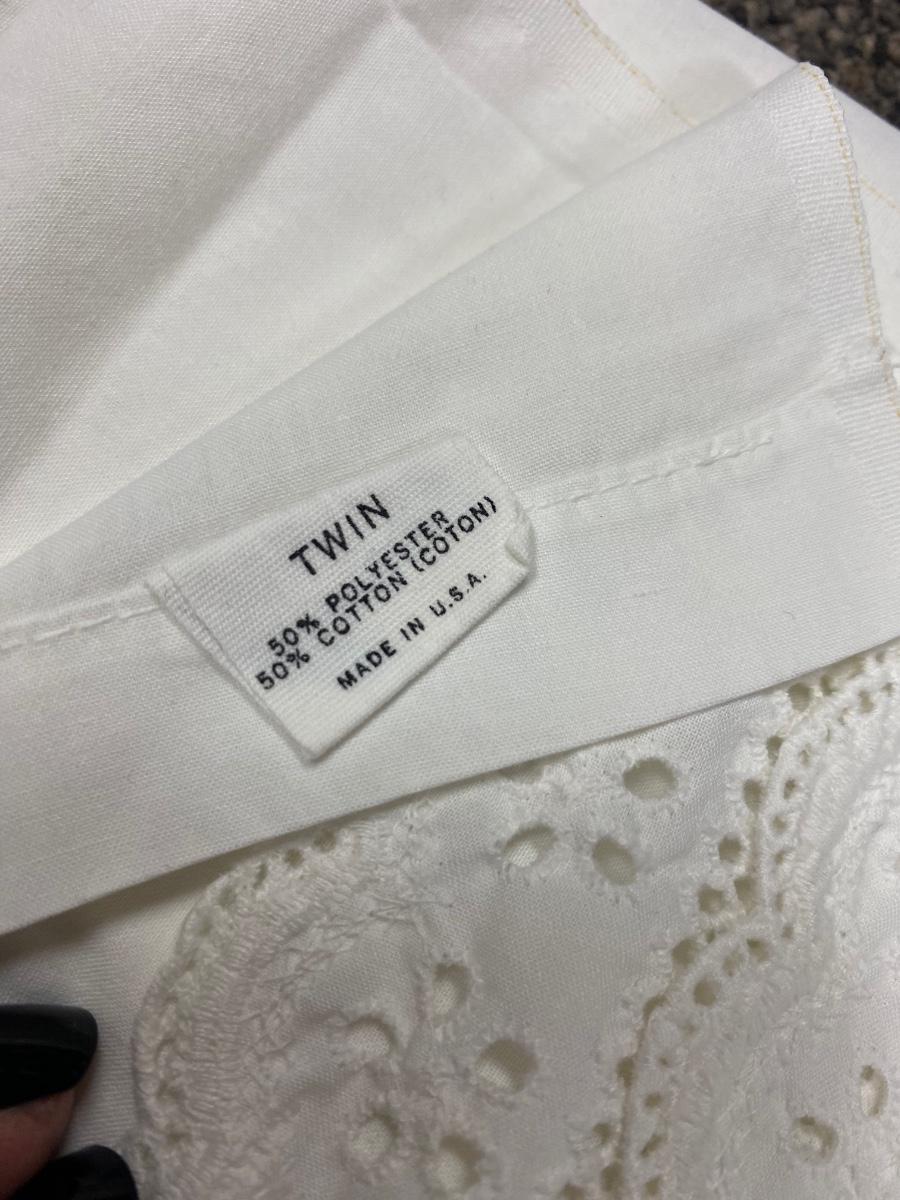 TWIN
50% POLYESTER
50% COTTON (COTON)
MADE IN U.S.A.